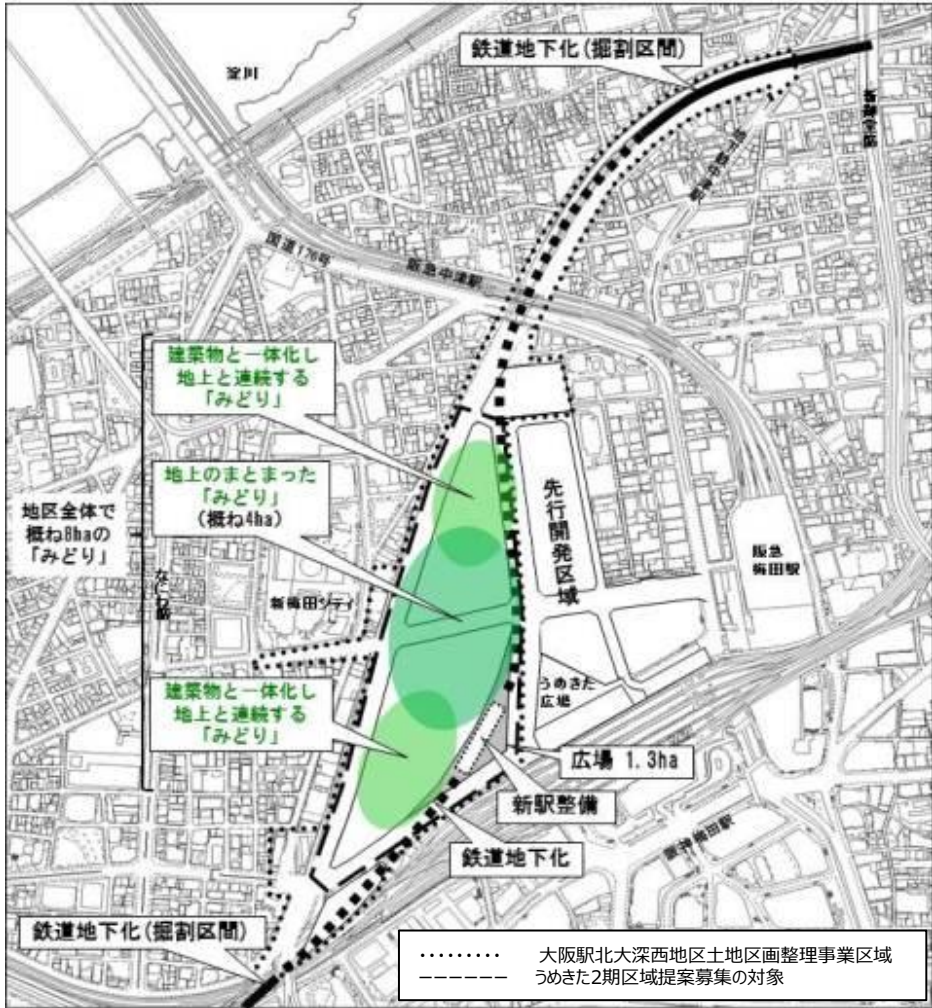 鉄道地下化(掘割区間)
淀川
新御堂筋
地下鉄中津駅
国道176号
阪急中津駅
建築物と一体化し
地上と連続する
「みどり」
地上のまとまった
「みどり」
(概ね4ha)
地区全体で
概ね8haの
「みどり」
先行開発区域
阪急
梅田駅
なにわ筋
新梅田シティ
建築物と一体化し
地上と連続する
「みどり」
うめきた
広場
広場 1.3ha
新駅整備
阪神梅田駅
鉄道地下化
鉄道地下化(掘割区間)
大阪駅北大深西地区土地区画整理事業区域
うめきた2期区域提案募集の対象